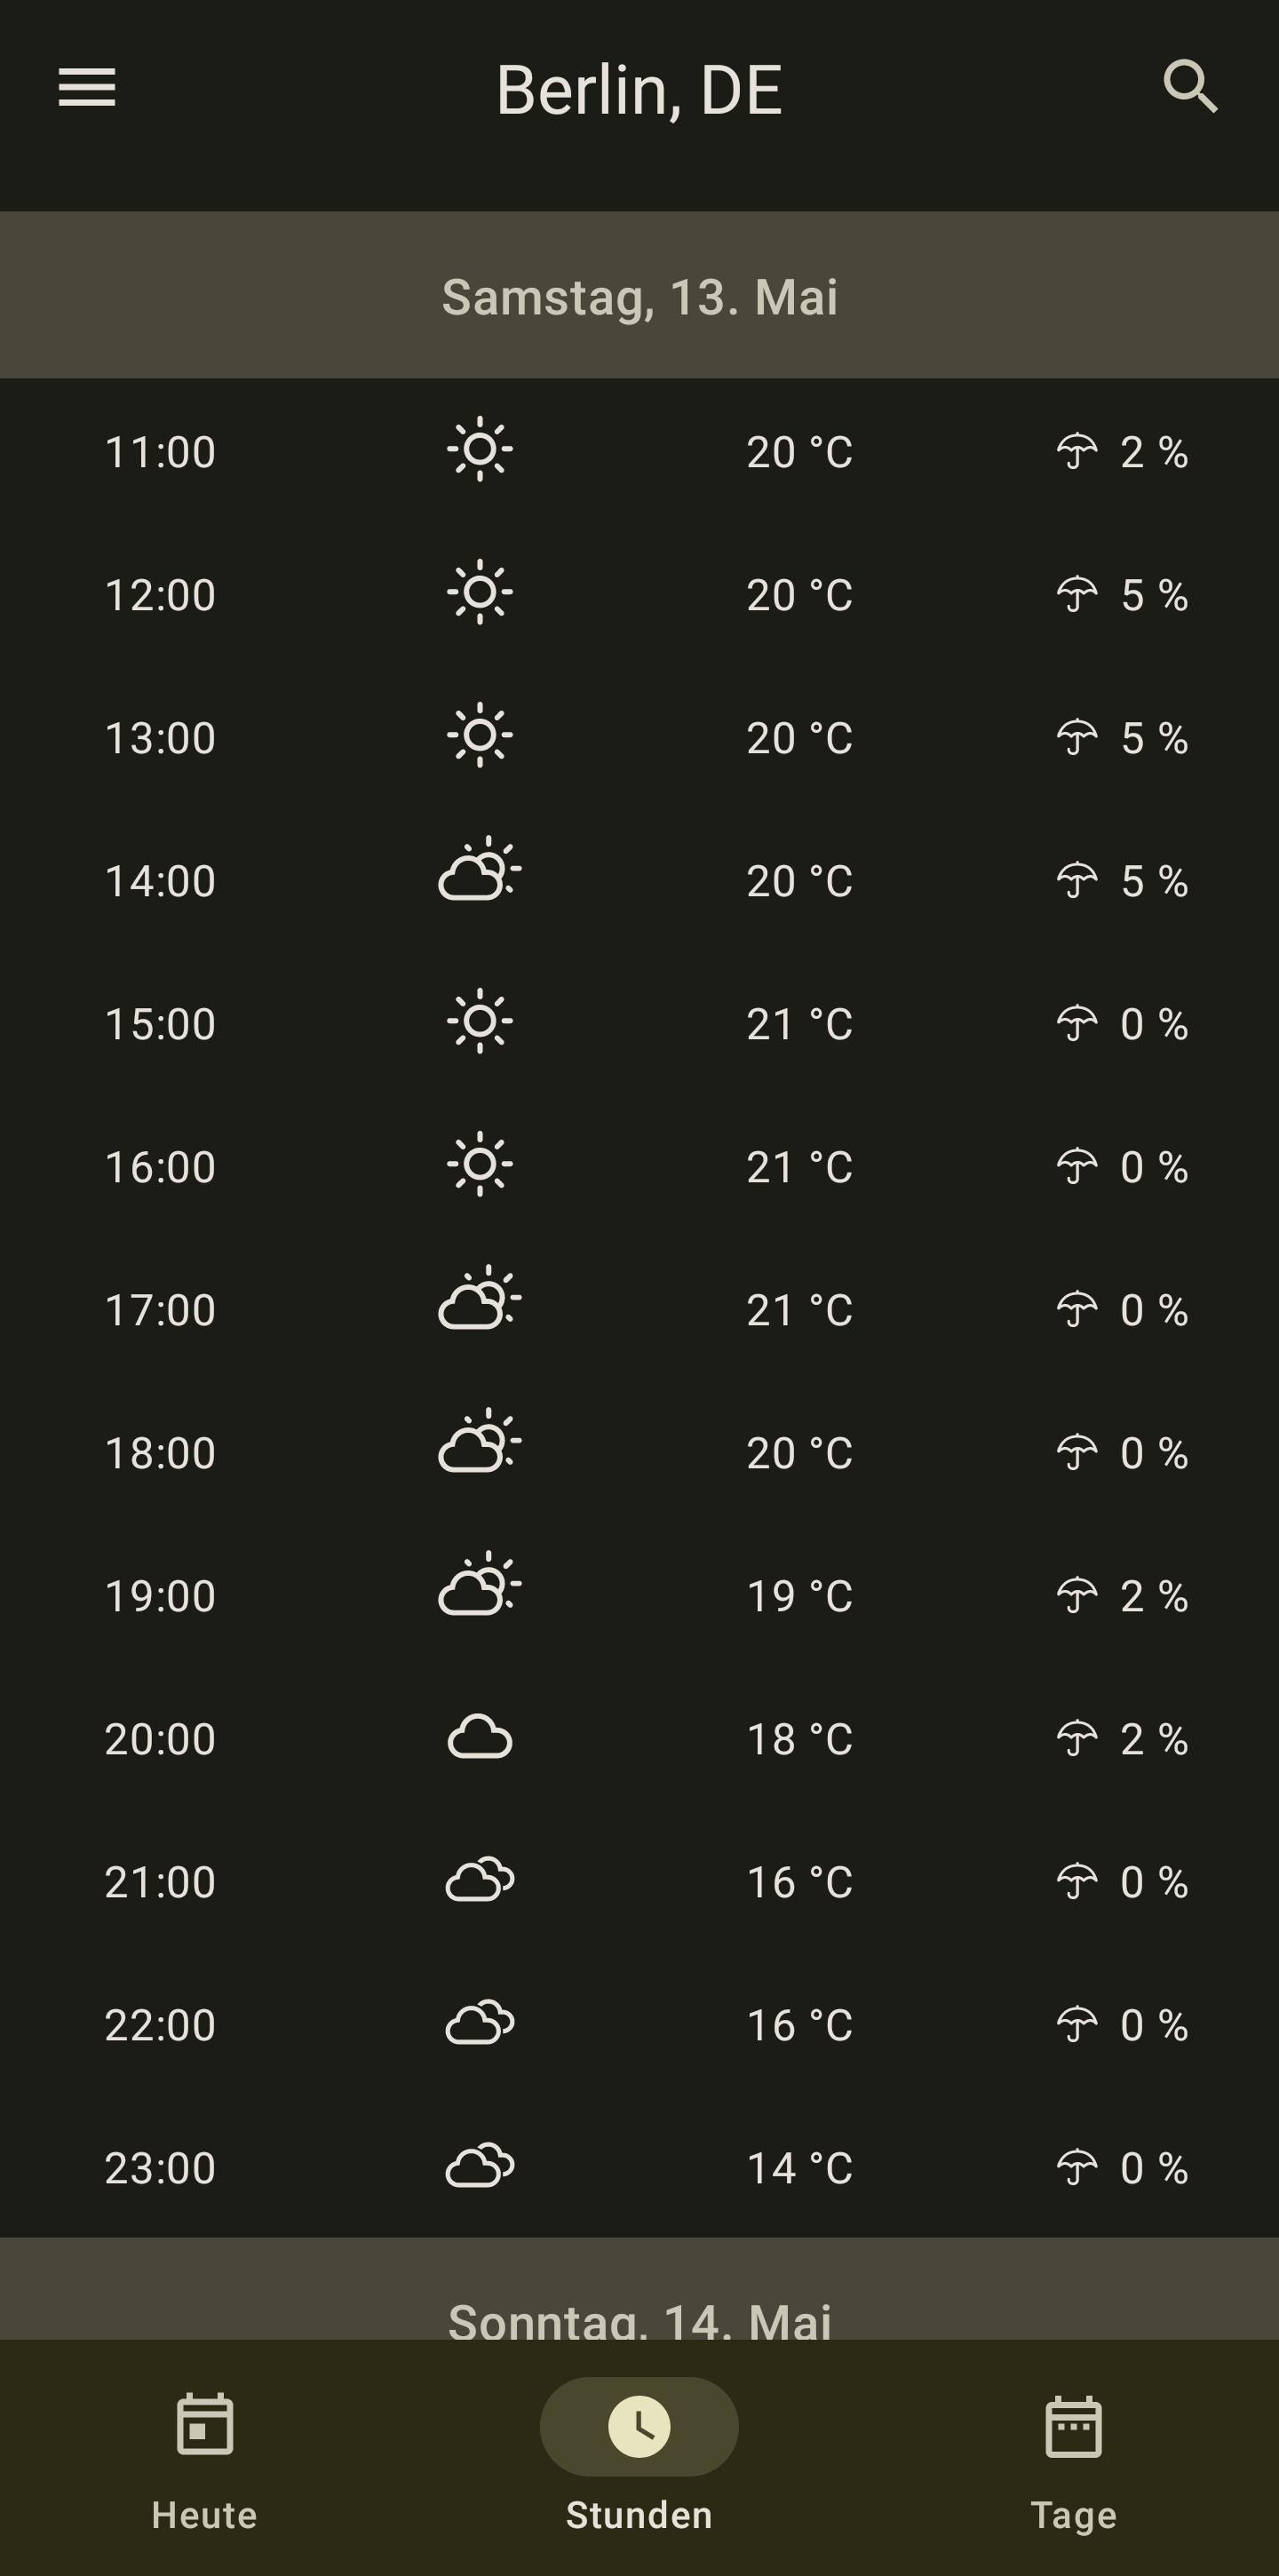 Berlin, DE
Samstag, 13. Mai
11:00 20 °C 2 %
12:00 20 °C 5 %
13:00 20 °C 5 %
14:00 20 °C 5 %
15:00 21 °C 0 %
16:00 21 °C 0 %
17:00 21 °C 0 %
18:00 20 °C 0 %
19:00 19 °C 2 %
20:00 18 °C 2 %
21:00 16 °C 0 %
22:00 16 °C 0 %
23:00 14 °C 0 %
Sonntag, 14. Mai
Heute Stunden Tage